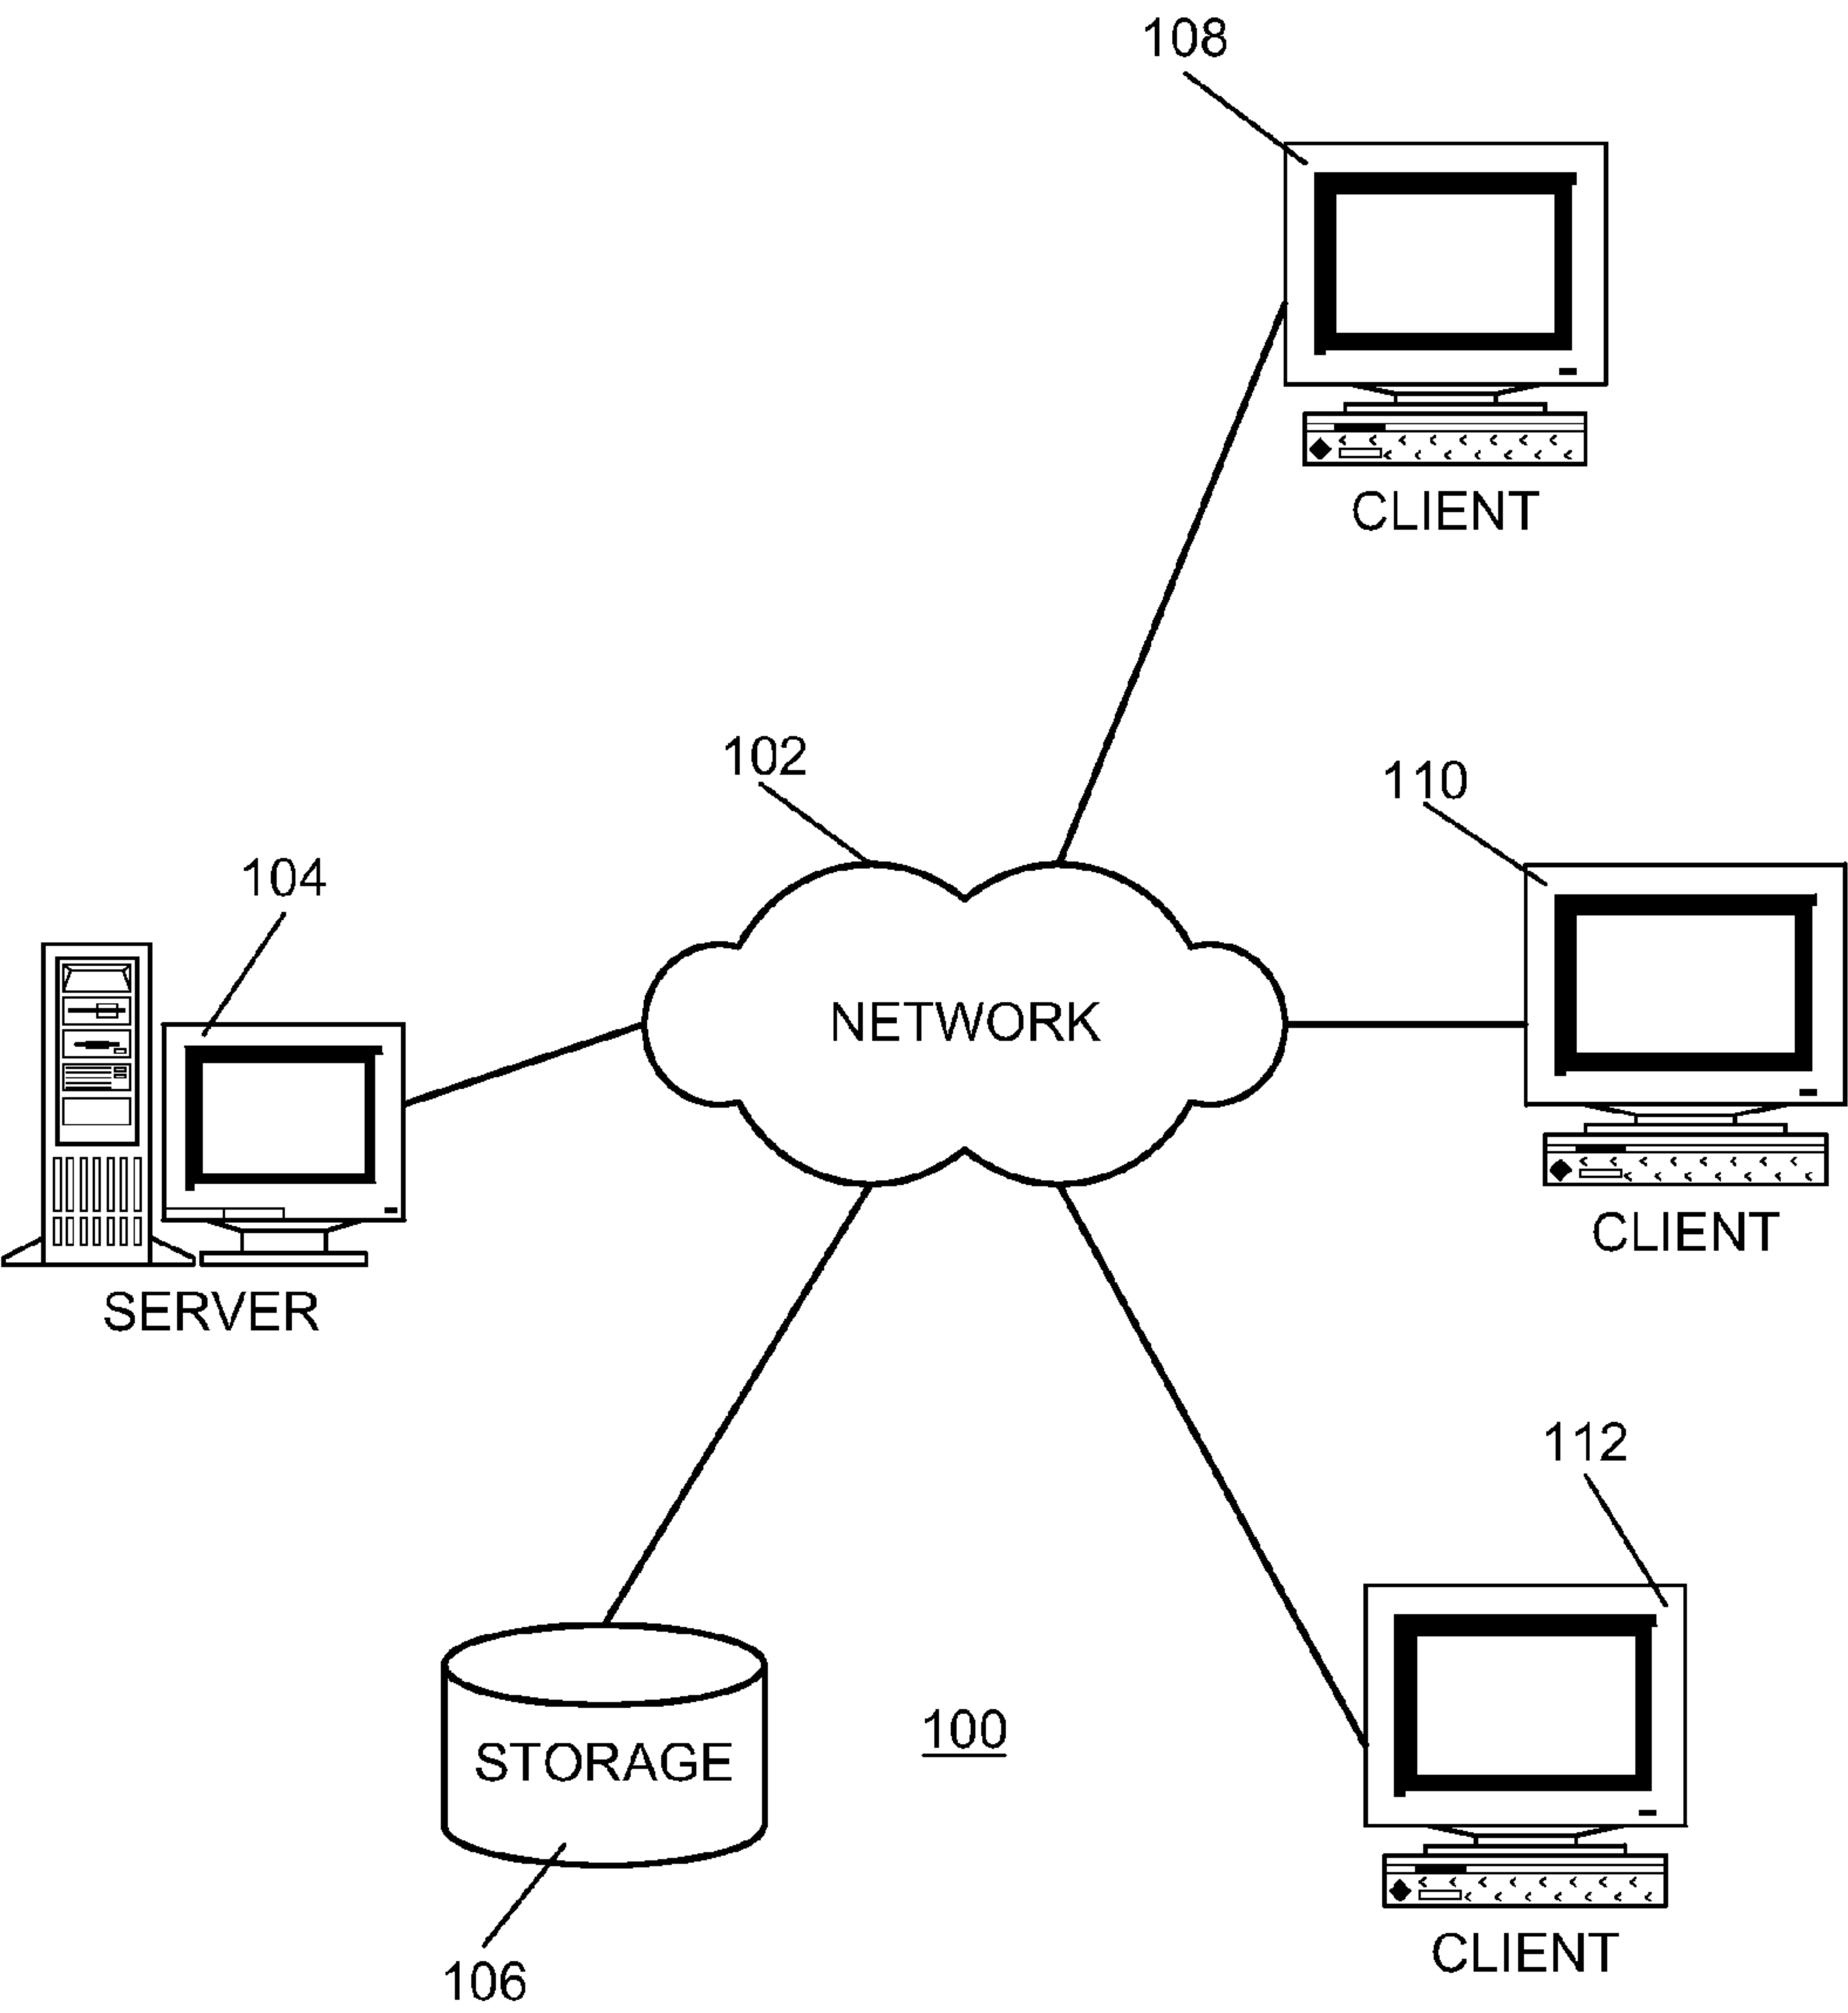 108
CLIENT
102
110
104
NETWORK
CLIENT
SERVER
112
100
STORAGE
CLIENT
106